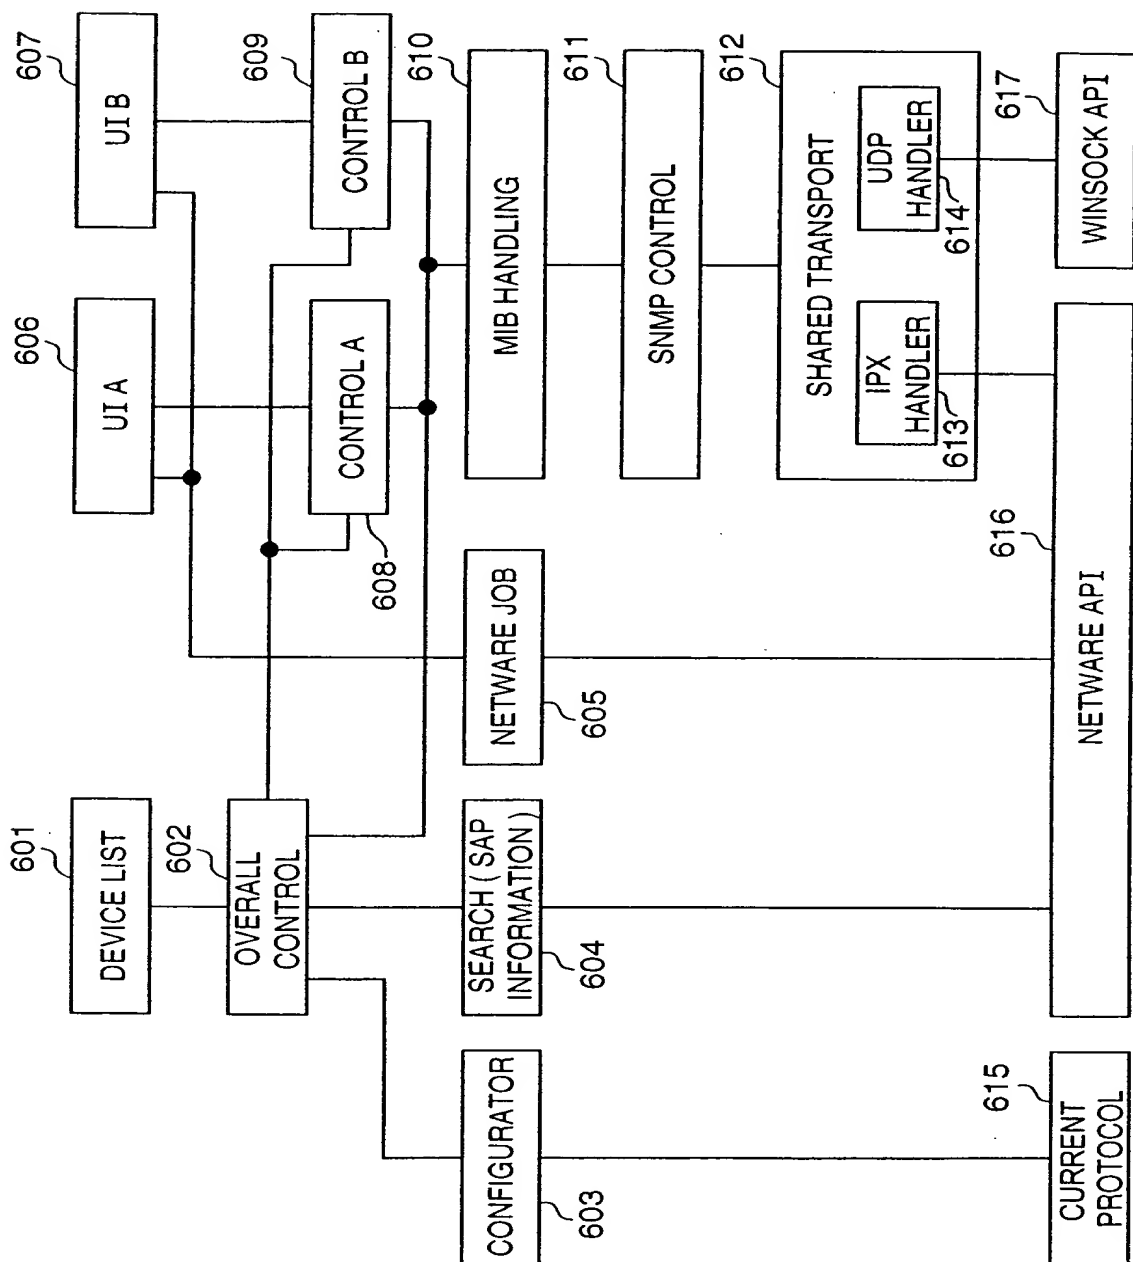 601
DEVICE LIST
606
UI A
607
UI B
602
OVERALL
CONTROL
608
CONTROL A
609
CONTROL B
603
CONFIGURATOR
604
SEARCH ( SAP
INFORMATION )
605
NETWARE JOB
610
MIB HANDLING
611
SNMP CONTROL
612
SHARED TRANSPORT
613
IPX
HANDLER
614
UDP
HANDLER
615
CURRENT
PROTOCOL
616
NETWARE API
617
WINSOCK API